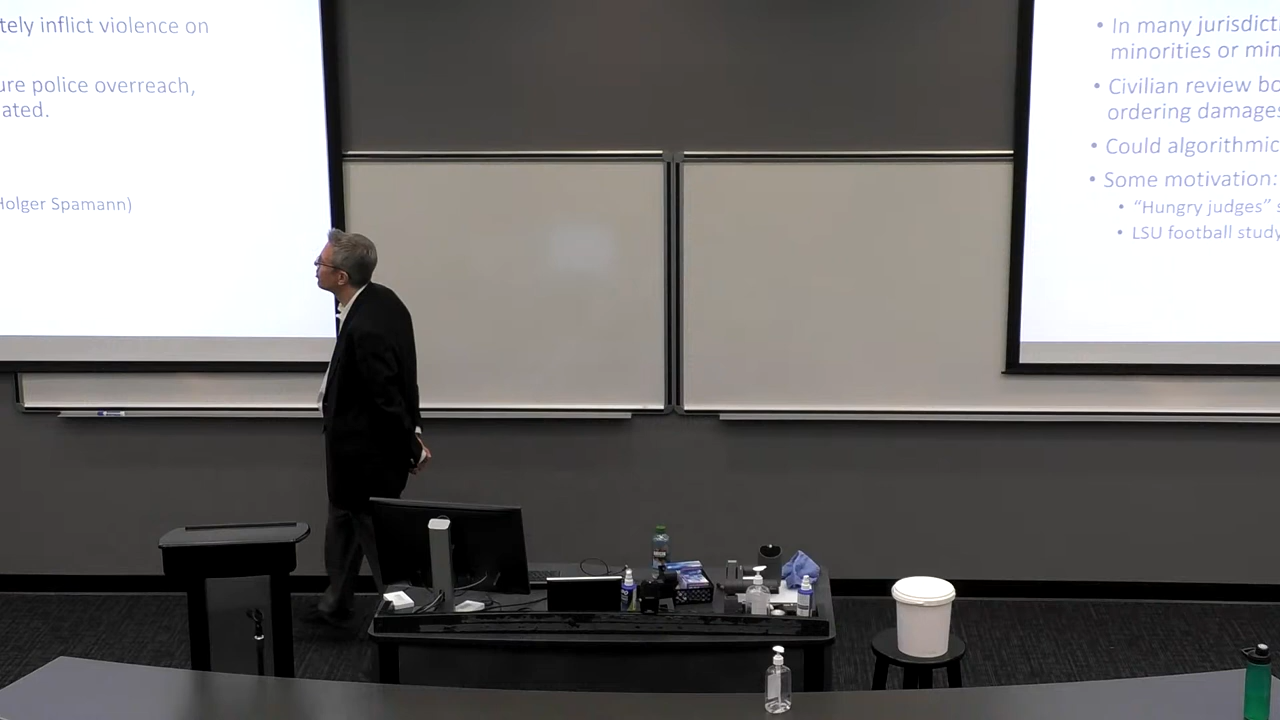 tely inflict violence on
ure police overreach,
ated.
Holger Spamann)
• In many jurisdict
minorities or min
• Civilian review bo
ordering damages
• Could algorithmic
• Some motivation:
• “Hungry judges” s
• LSU football study